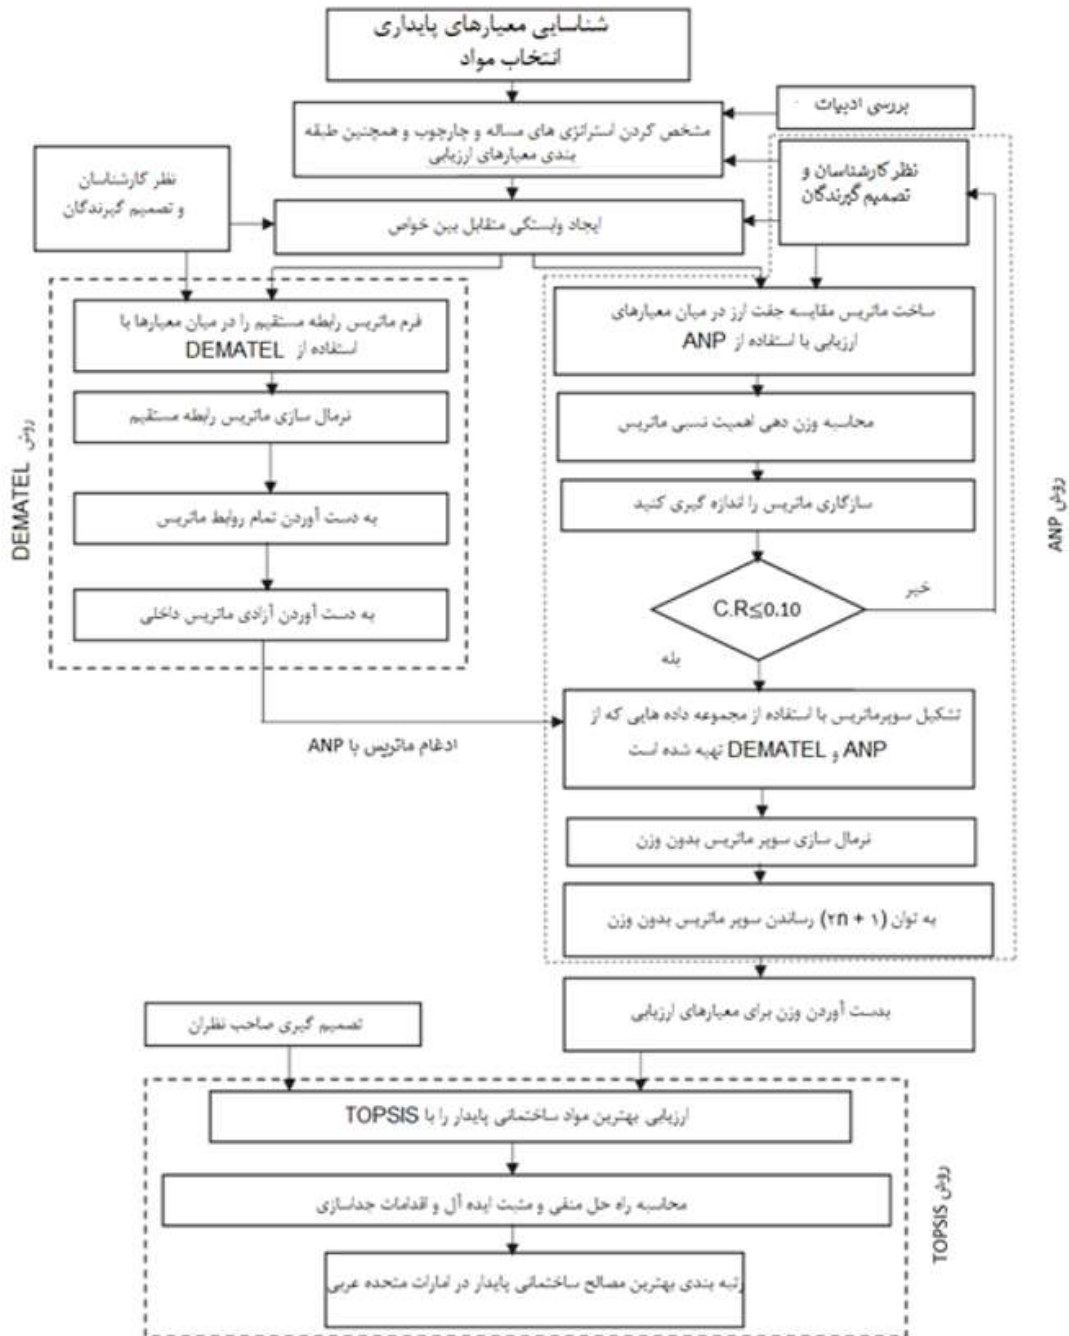 شناسایی معیارهای پایداری
انتخاب مواد
بررسی ادبیات
مشخص کردن استراتژی های مساله و چارچوب و همچنین طبقه
بندی معیارهای ارزیابی
نظر کارشناسان و
تصمیم گیرندگان
نظر کارشناسان
و تصمیم گیرندگان
ایجاد وابستگی متقابل بین خواص
ساخت ماتریس مقایسه جفت ارز در میان معیارهای
ارزیابی با استفاده از ANP
فرم ماتریس رابطه مستقیم را در میان معیارها با
استفاده از DEMATEL
نرمال سازی ماتریس رابطه مستقیم
محاسبه وزن دهی اهمیت نسبی ماتریس
روش DEMATEL
روش ANP
به دست آوردن تمام روابط ماتریس
سازگاری ماتریس را اندازه گیری کنید
به دست آوردن آزادی ماتریس داخلی
C.R≤0.10
خیر
بله
تشکیل سوپرماتریس با استفاده از مجموعه داده هایی که از
ANP و DEMATEL تهیه شده است
ادغام ماتریس با ANP
نرمال سازی سوپر ماتریس بدون وزن
به توان (۲n + ۱) رساندن سوپر ماتریس بدون وزن
بدست آوردن وزن برای معیارهای ارزیابی
تصمیم گیری صاحب نظران
ارزیابی بهترین مواد ساختمانی پایدار را با TOPSIS
محاسبه راه حل منفی و مثبت ایده آل و اقدامات جداسازی
روش TOPSIS
رتبه بندی بهترین مصالح ساختمانی پایدار در امارات متحده عربی